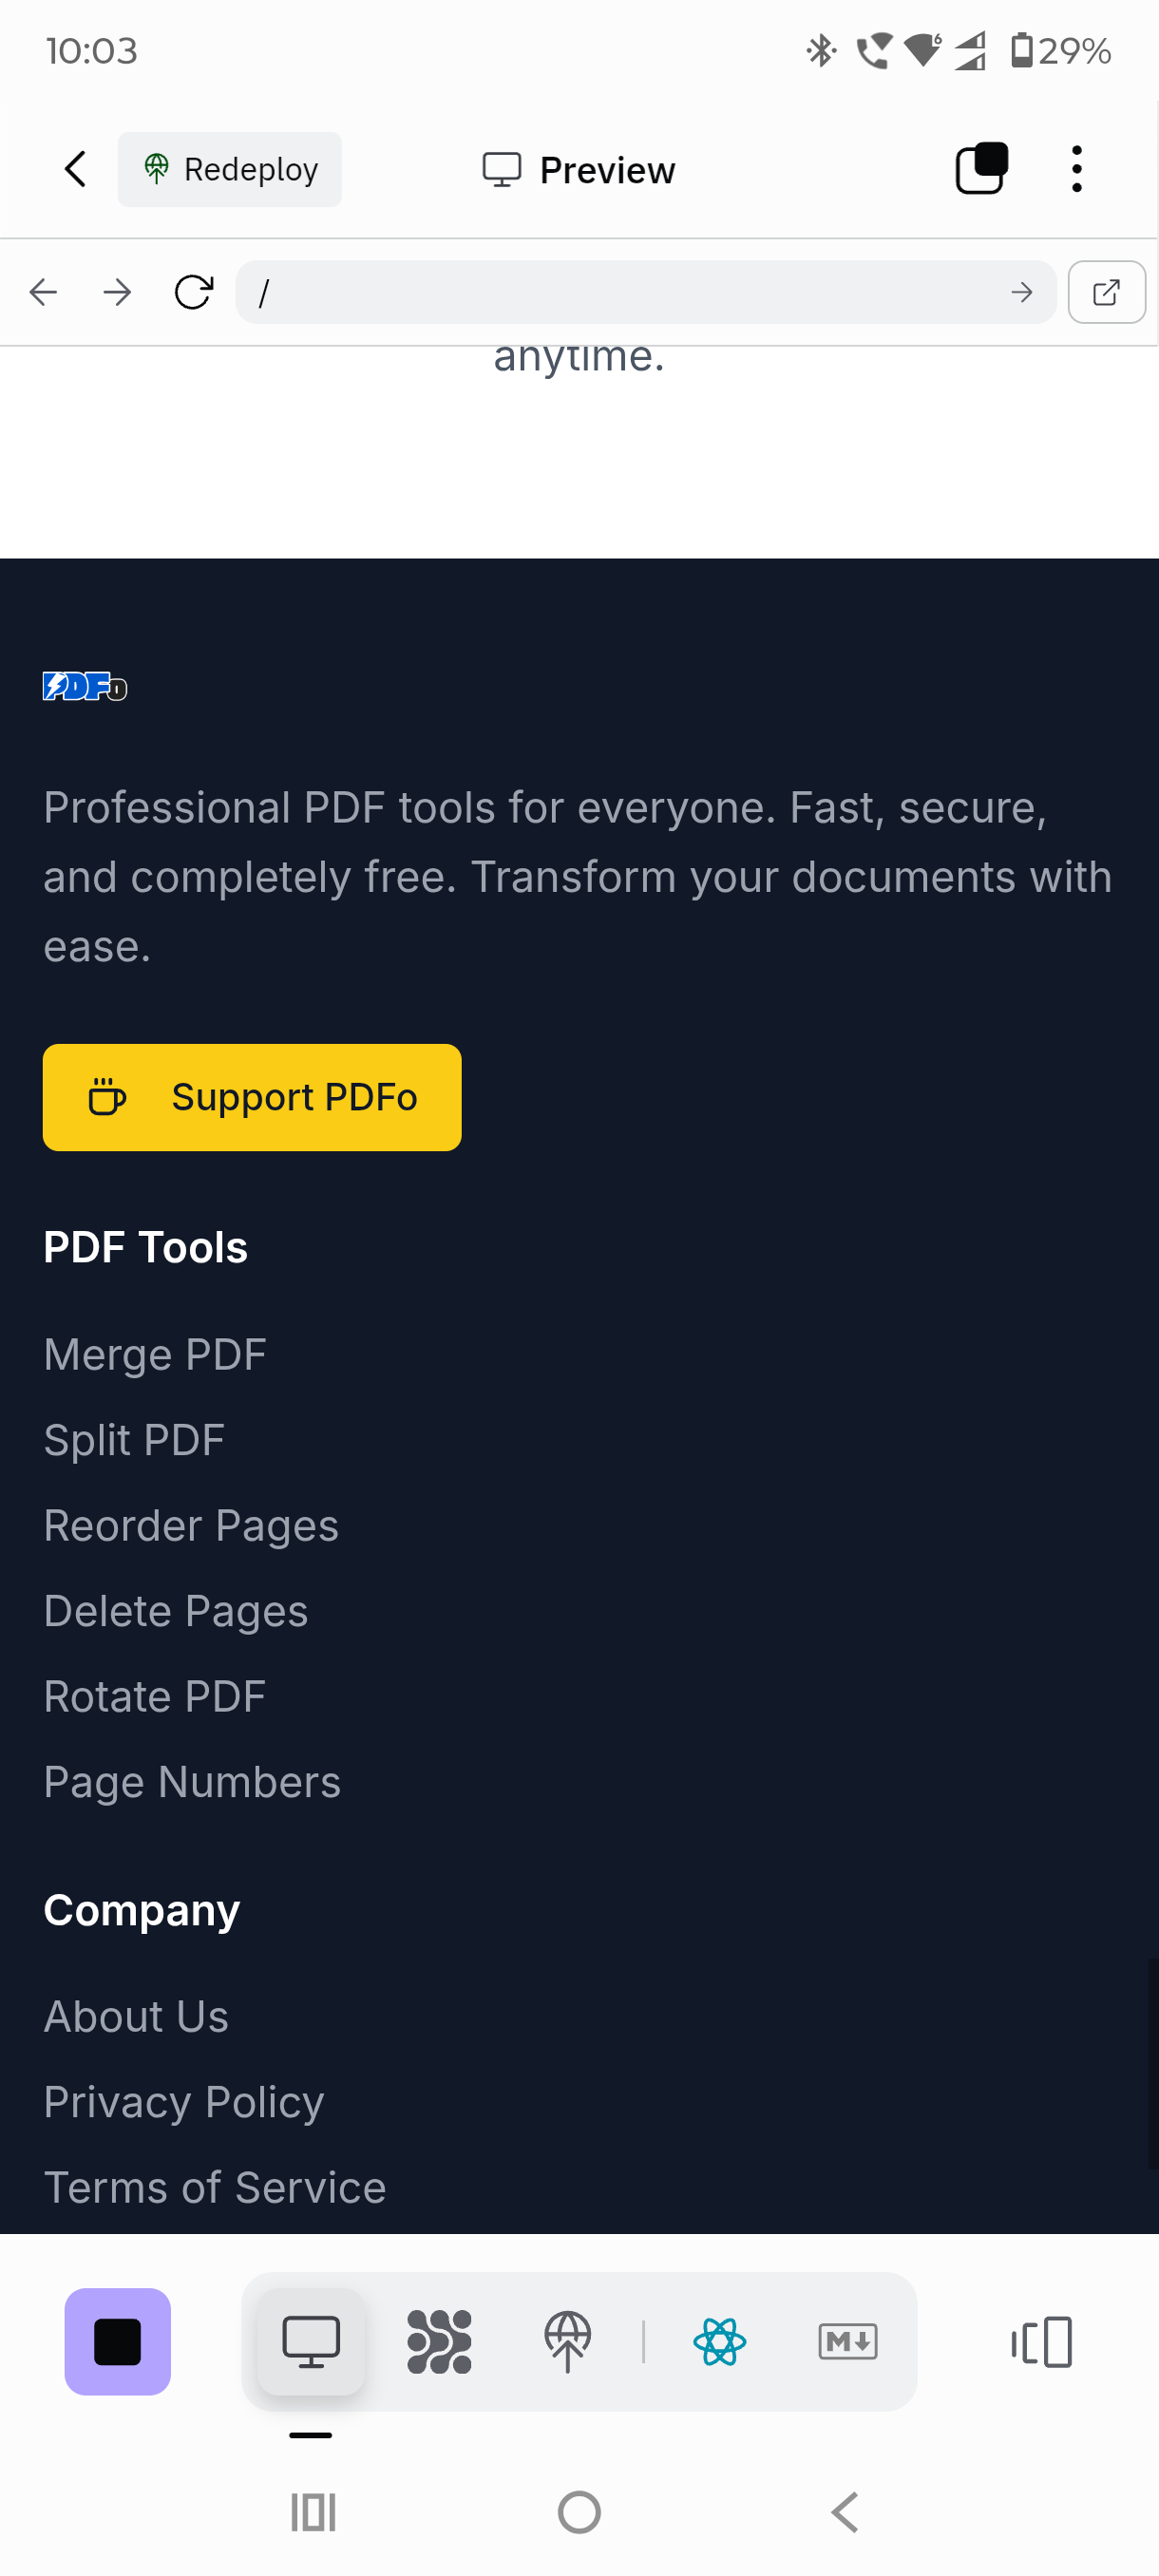 10:03
6
29%
Redeploy
Preview
/
anytime.
PDFo
Professional PDF tools for everyone. Fast, secure,
and completely free. Transform your documents with
ease.
Support PDFo
PDF Tools
Merge PDF
Split PDF
Reorder Pages
Delete Pages
Rotate PDF
Page Numbers
Company
About Us
Privacy Policy
Terms of Service
M